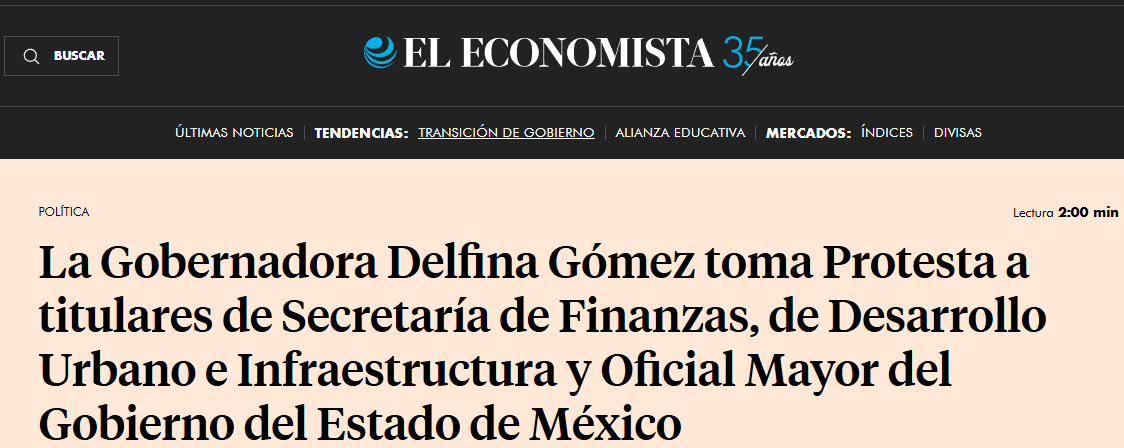 BUSCAR
EL ECONOMISTA 35 años
ÚLTIMAS NOTICIAS TENDENCIAS: TRANSICIÓN DE GOBIERNO ALIANZA EDUCATIVA MERCADOS: ÍNDICES DIVISAS
POLÍTICA
Lectura 2:00 min
La Gobernadora Delfina Gómez toma Protesta a
titulares de Secretaría de Finanzas, de Desarrollo
Urbano e Infraestructura y Oficial Mayor del
Gobierno del Estado de México